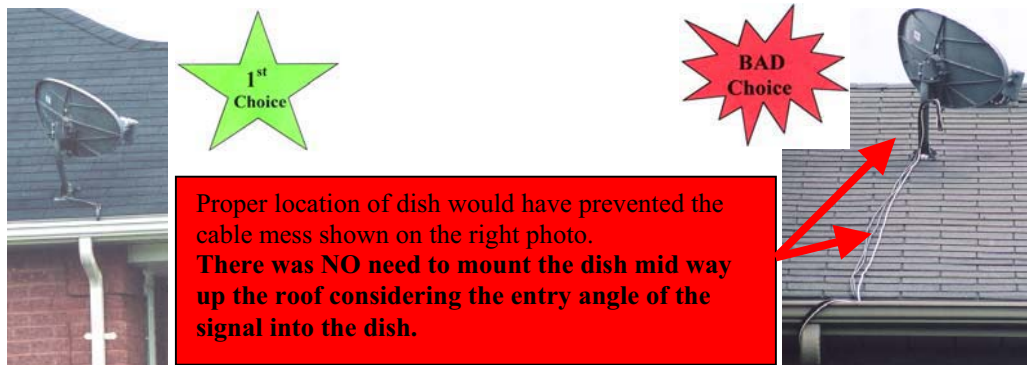 1st
Choice
BAD
Choice
Proper location of dish would have prevented the
cable mess shown on the right photo.
There was NO need to mount the dish mid way
up the roof considering the entry angle of the
signal into the dish.